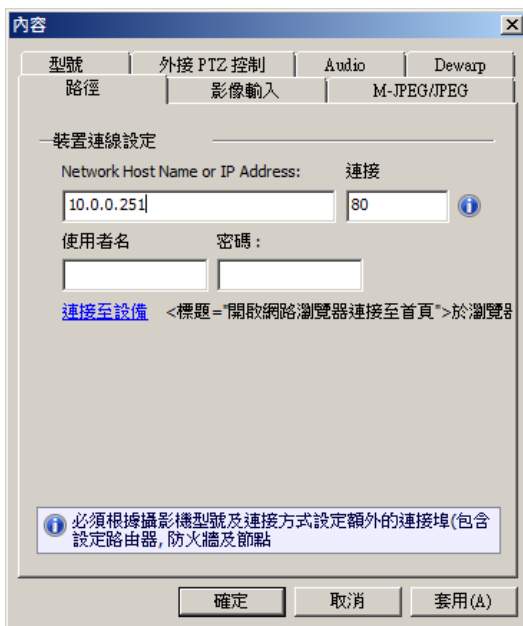 內容
型號 外接 PTZ 控制 Audio Dewarp
路徑 影像輸入 M-JPEG/JPEG
裝置連線設定
Network Host Name or IP Address: 連接
10.0.0.251 80
使用者名 密碼 :
連接至設備 <標題="開啟網路瀏覽器連接至首頁">於瀏覽器
必須根據攝影機型號及連接方式設定額外的連接埠(包含
設定路由器, 防火牆及節點
確定 取消 套用(A)